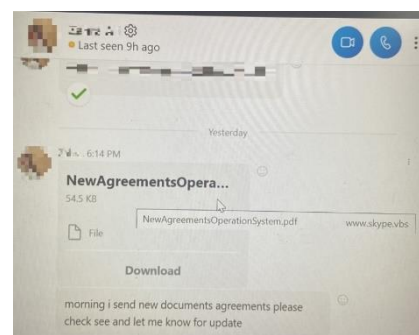 Last seen 9h ago
Yesterday
6:14 PM
NewAgreementsOpera...
54.5 KB
NewAgreementsOperationSystem.pdf www.skype.vbs
File
Download
morning i send new documents agreements please
check see and let me know for update